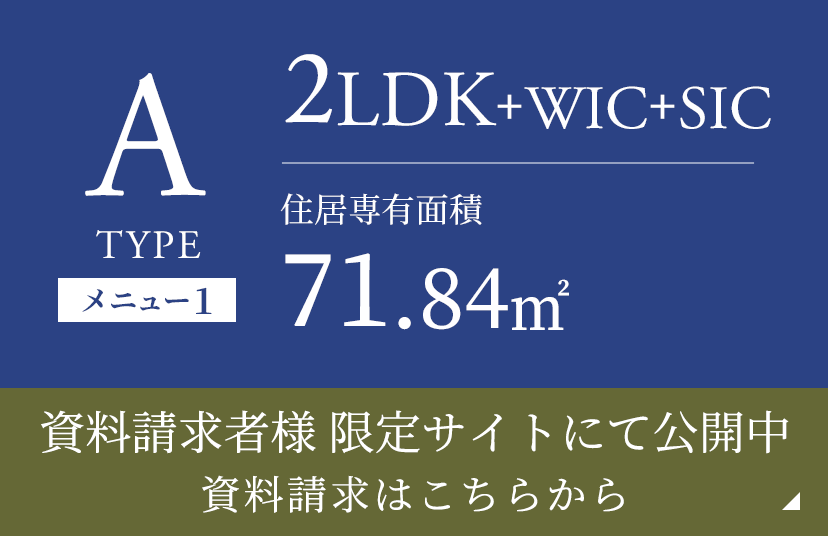 A
TYPE
メニュー1
2LDK+WIC+SIC
住居専有面積
71.84㎡
資料請求者様 限定サイトにて公開中
資料請求はこちらから